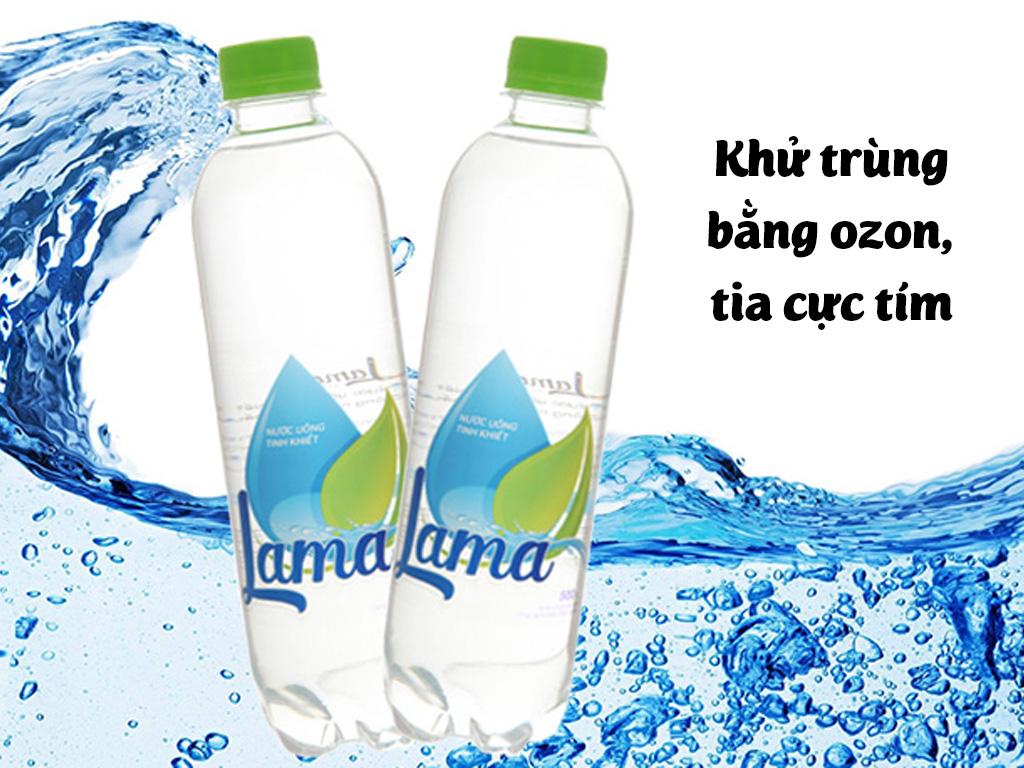 Khử trùng
bằng ozon,
tia cực tím
NƯỚC UỐNG
TINH KHIẾT
Lama
NƯỚC UỐNG
TINH KHIẾT
Lama